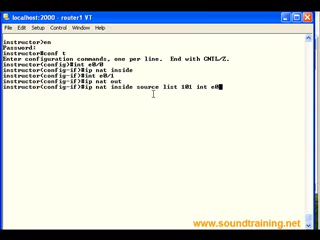 localhost:2000 - router1 VT
File Edit Setup Control Window Help
instructor>en
Password:
instructor#conf t
Enter configuration commands, one per line. End with CNTL/Z.
instructor(config)#int e0/0
instructor(config-if)#ip nat inside
instructor(config-if)#int e0/1
instructor(config-if)#ip nat out
instructor(config-if)#ip nat inside source list 101 int e0
www.soundtraining.net